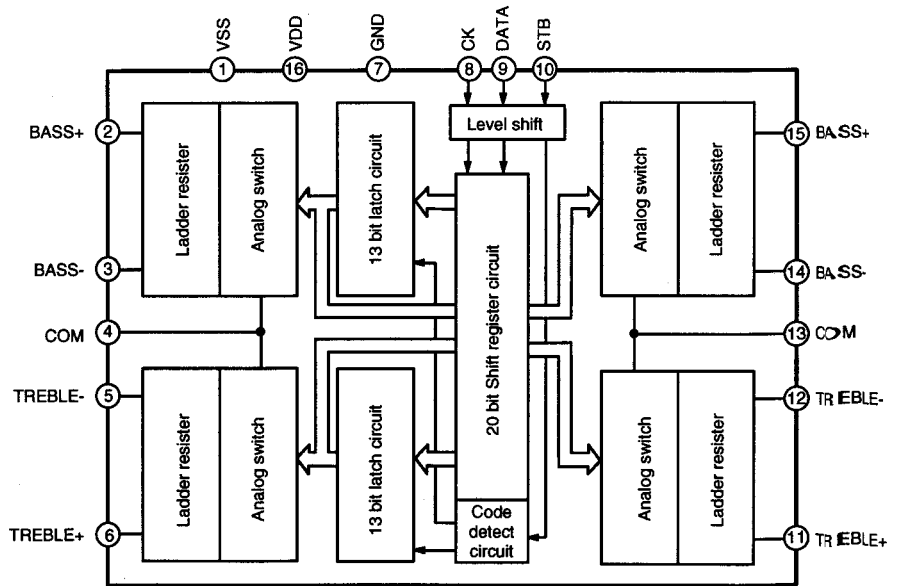 VSS
VDD
GND
CK
DATA
STB
1
16
7
8
9
10
Level shift
BASS+
2
BASS-
3
COM
4
TREBLE-
5
TREBLE+
6
Ladder resister
Analog switch
13 bit latch circuit
20 bit Shift register circuit
Analog switch
Ladder resister
Ladder resister
Analog switch
13 bit latch circuit
Code
detect
circuit
Analog switch
Ladder resister
15
BASS+
14
BASS-
13
COM
12
TREBLE-
11
TREBLE+